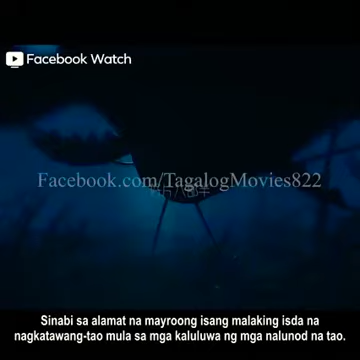 Facebook Watch
Facebook.com/TagalogMovies822
Sinabi sa alamat na mayroong isang malaking isda na
nagkatawang-tao mula sa mga kaluluwa ng mga nalunod na tao.